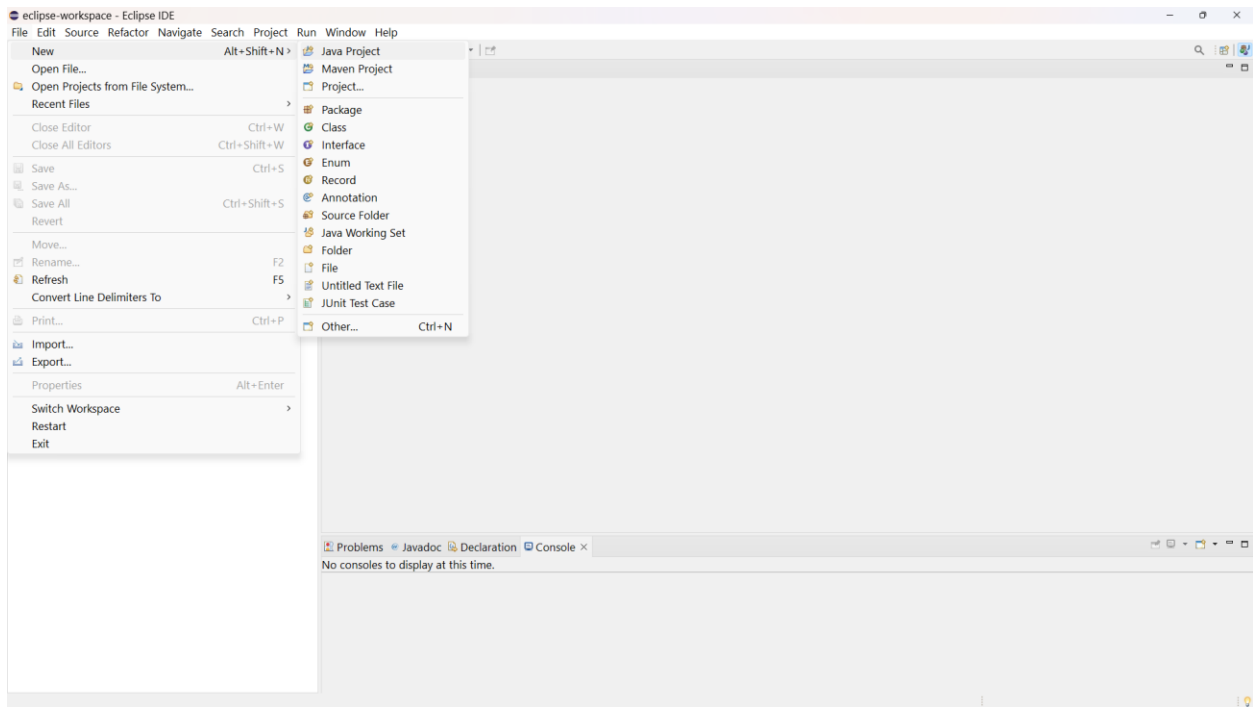 eclipse-workspace - Eclipse IDE
File Edit Source Refactor Navigate Search Project Run Window Help
New Alt+Shift+N >
Open File...
Open Projects from File System...
Recent Files >
Close Editor Ctrl+W
Close All Editors Ctrl+Shift+W
Save Ctrl+S
Save As...
Save All Ctrl+Shift+S
Revert
Move...
Rename... F2
Refresh F5
Convert Line Delimiters To >
Print... Ctrl+P
Import...
Export...
Properties Alt+Enter
Switch Workspace >
Restart
Exit
Java Project
Maven Project
Project...
Package
Class
Interface
Enum
Record
Annotation
Source Folder
Java Working Set
Folder
File
Untitled Text File
JUnit Test Case
Other... Ctrl+N
Problems Javadoc Declaration Console
No consoles to display at this time.